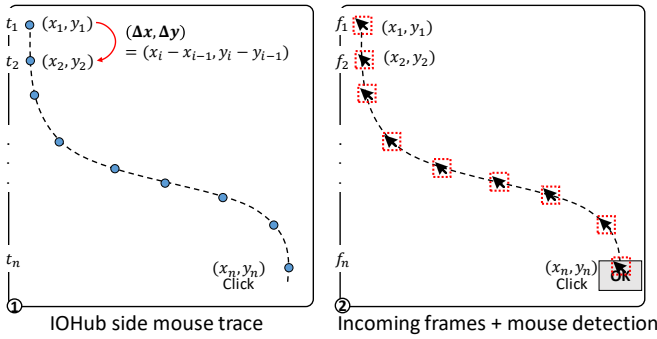 t₁ (x₁, y₁) (Δx, Δy)
= (xᵢ − xᵢ₋₁, yᵢ − yᵢ₋₁)
t₂ (x₂, y₂)
tₙ
(xₙ, yₙ)
Click
①
IOHub side mouse trace
f₁ (x₁, y₁)
f₂ (x₂, y₂)
fₙ
(xₙ, yₙ)
Click
OK
②
Incoming frames + mouse detection